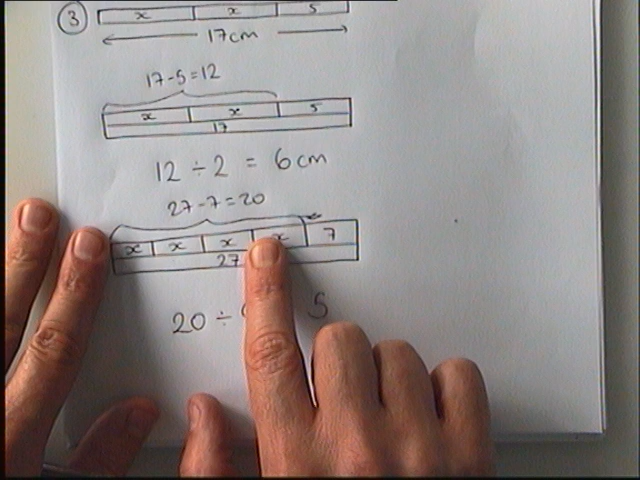 3 x x 5
17cm
17-5=12
x x 5
17
12 ÷ 2 = 6cm
27-7=20
x x x x 7
27
20 ÷ 5